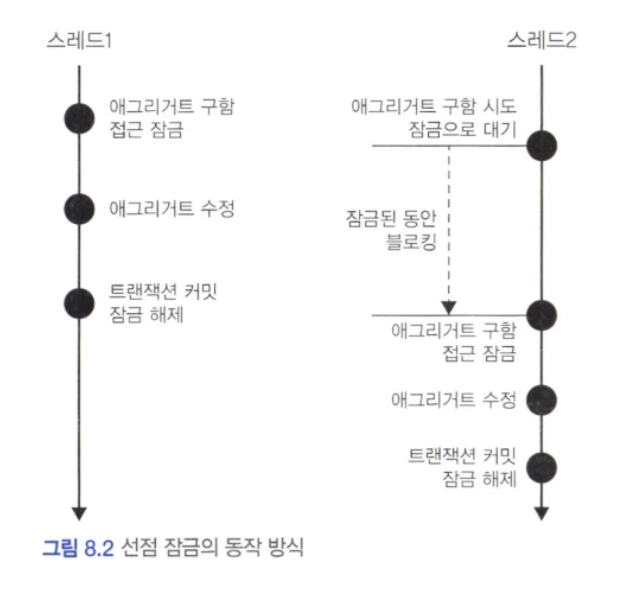 스레드1
애그리거트 구함
접근 잠금
애그리거트 수정
트랜잭션 커밋
잠금 해제
스레드2
애그리거트 구함 시도
잠금으로 대기
잠금된 동안
블로킹
애그리거트 구함
접근 잠금
애그리거트 수정
트랜잭션 커밋
잠금 해제
그림 8.2 선점 잠금의 동작 방식